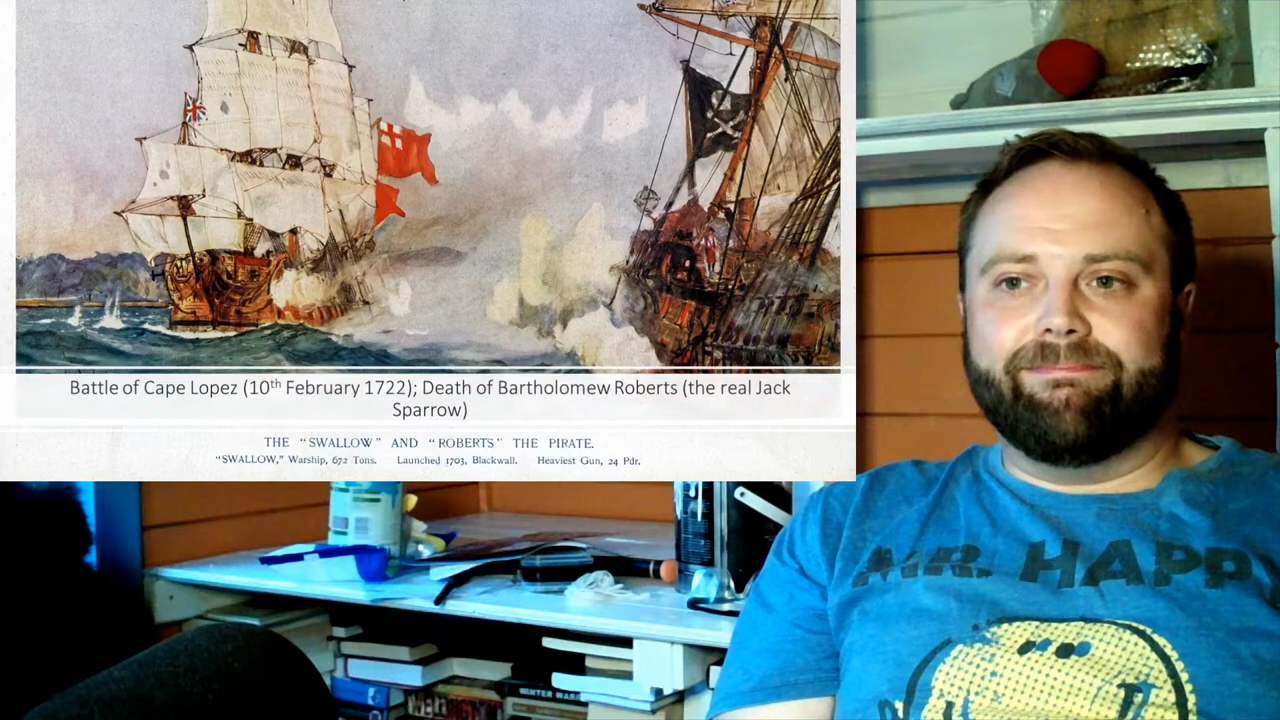 Battle of Cape Lopez (10th February 1722); Death of Bartholomew Roberts (the real Jack
Sparrow)
THE "SWALLOW" AND "ROBERTS" THE PIRATE.
"SWALLOW," Warship, 672 Tons. Launched 1703, Blackwall. Heaviest Gun, 24 Pdr.
MR. HAPPY
WINTER WAR